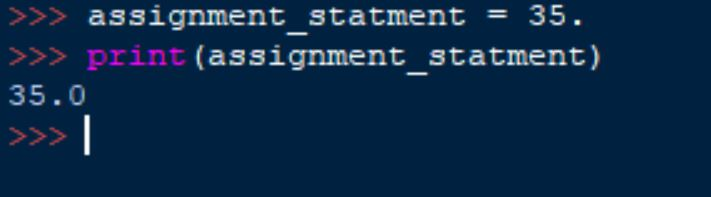 >>> assignment_statment = 35.
>>> print(assignment_statment)
35.0
>>>